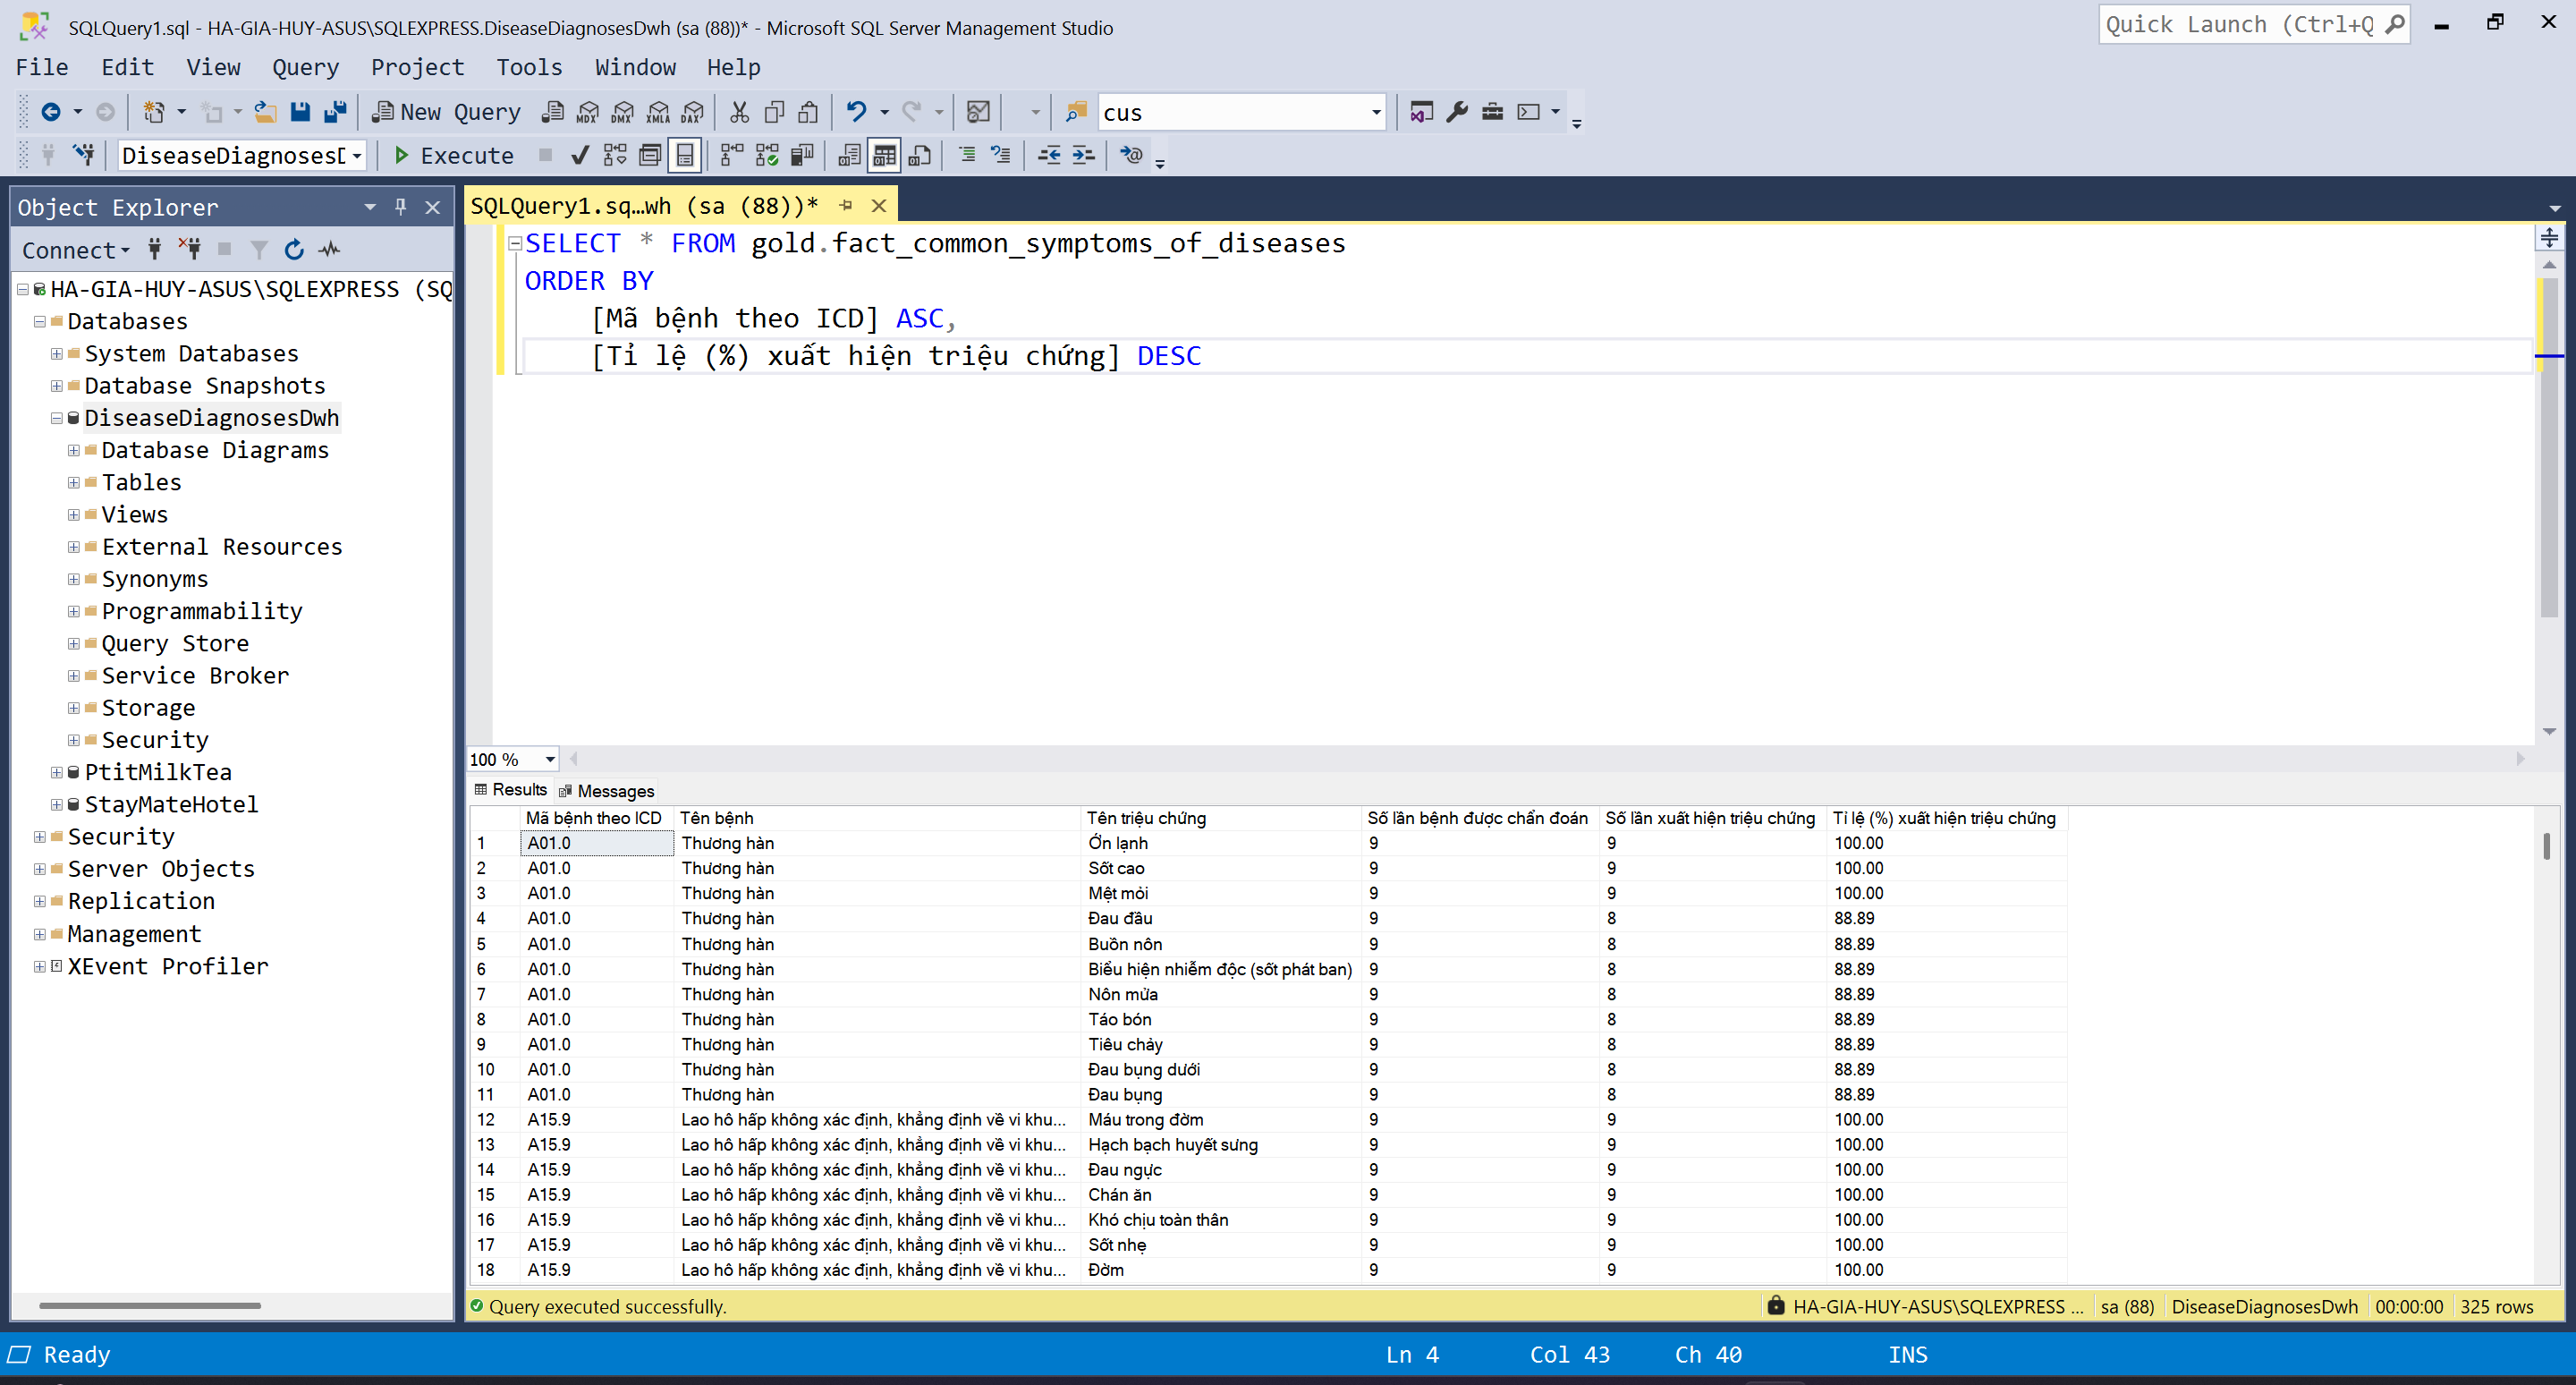 SQLQuery1.sql - HA-GIA-HUY-ASUS\SQLEXPRESS.DiseaseDiagnosesDwh (sa (88))* - Microsoft SQL Server Management Studio
Quick Launch (Ctrl+Q
File Edit View Query Project Tools Window Help
New Query MDX DMX XMLA DAX cus
DiseaseDiagnosesD Execute
Object Explorer
SQLQuery1.sq...wh (sa (88))*
Connect
HA-GIA-HUY-ASUS\SQLEXPRESS (SQ
Databases
System Databases
Database Snapshots
DiseaseDiagnosesDwh
Database Diagrams
Tables
Views
External Resources
Synonyms
Programmability
Query Store
Service Broker
Storage
Security
PtitMilkTea
StayMateHotel
Security
Server Objects
Replication
Management
XEvent Profiler
SELECT * FROM gold.fact_common_symptoms_of_diseases
ORDER BY
[Mã bệnh theo ICD] ASC,
[Tỉ lệ (%) xuất hiện triệu chứng] DESC
100 %
Results Messages
Mã bệnh theo ICD Tên bệnh Tên triệu chứng Số lần bệnh được chẩn đoán Số lần xuất hiện triệu chứng Tỉ lệ (%) xuất hiện triệu chứng
1 A01.0 Thương hàn Ớn lạnh 9 9 100.00
2 A01.0 Thương hàn Sốt cao 9 9 100.00
3 A01.0 Thương hàn Mệt mỏi 9 9 100.00
4 A01.0 Thương hàn Đau đầu 9 8 88.89
5 A01.0 Thương hàn Buồn nôn 9 8 88.89
6 A01.0 Thương hàn Biểu hiện nhiễm độc (sốt phát ban) 9 8 88.89
7 A01.0 Thương hàn Nôn mửa 9 8 88.89
8 A01.0 Thương hàn Táo bón 9 8 88.89
9 A01.0 Thương hàn Tiêu chảy 9 8 88.89
10 A01.0 Thương hàn Đau bụng dưới 9 8 88.89
11 A01.0 Thương hàn Đau bụng 9 8 88.89
12 A15.9 Lao hô hấp không xác định, khẳng định về vi khu... Máu trong đờm 9 9 100.00
13 A15.9 Lao hô hấp không xác định, khẳng định về vi khu... Hạch bạch huyết sưng 9 9 100.00
14 A15.9 Lao hô hấp không xác định, khẳng định về vi khu... Đau ngực 9 9 100.00
15 A15.9 Lao hô hấp không xác định, khẳng định về vi khu... Chán ăn 9 9 100.00
16 A15.9 Lao hô hấp không xác định, khẳng định về vi khu... Khó chịu toàn thân 9 9 100.00
17 A15.9 Lao hô hấp không xác định, khẳng định về vi khu... Sốt nhẹ 9 9 100.00
18 A15.9 Lao hô hấp không xác định, khẳng định về vi khu... Đờm 9 9 100.00
Query executed successfully. HA-GIA-HUY-ASUS\SQLEXPRESS ... sa (88) DiseaseDiagnosesDwh 00:00:00 325 rows
Ready Ln 4 Col 43 Ch 40 INS